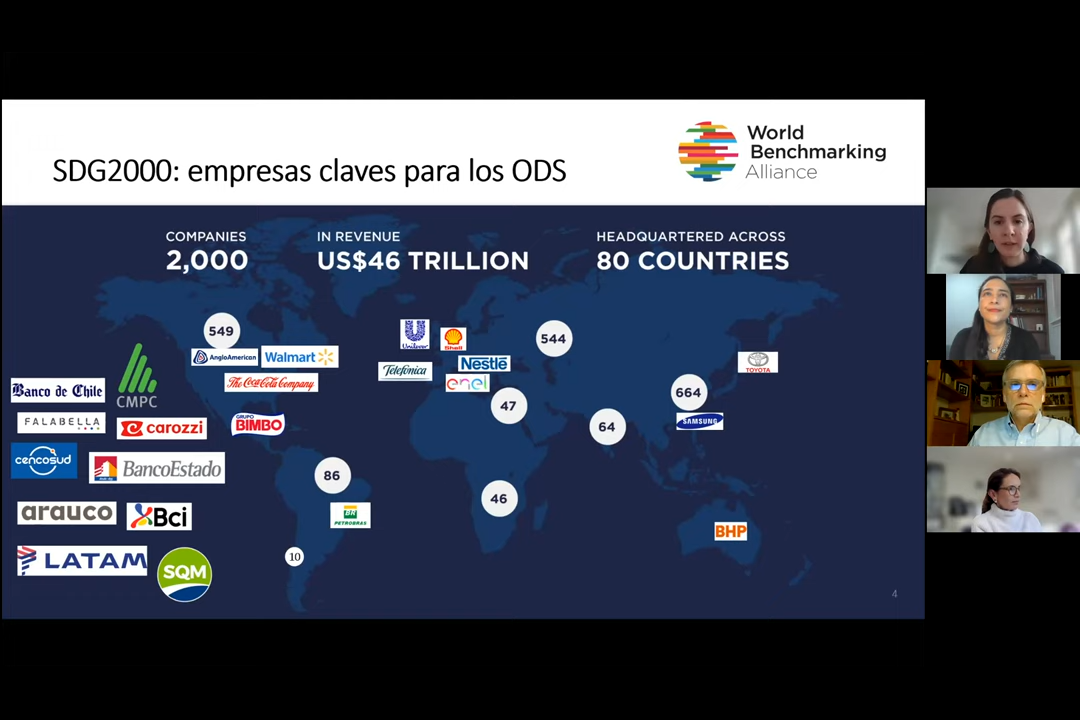 SDG2000: empresas claves para los ODS
World
Benchmarking
Alliance
COMPANIES
2,000
IN REVENUE
US$46 TRILLION
HEADQUARTERED ACROSS
80 COUNTRIES
549
AngloAmerican
Walmart
The Coca-Cola Company
GRUPO
BIMBO
Unilever
Shell
Telefónica
Nestlé
enel
544
47
64
664
SAMSUNG
TOYOTA
86
BR
PETROBRAS
46
BHP
10
Banco de Chile
CMPC
FALABELLA
carozzi
cencosud
BancoEstado
arauco
Bci
LATAM
SQM
4